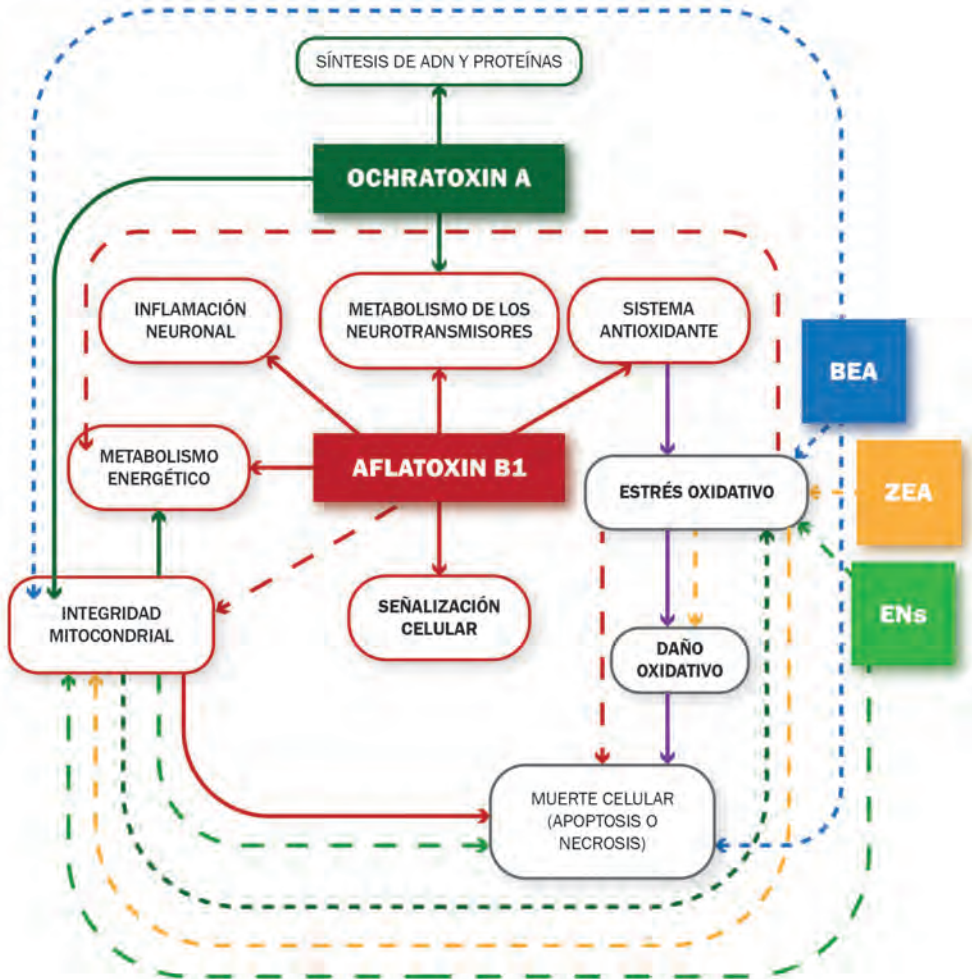 SÍNTESIS DE ADN Y PROTEÍNAS
OCHRATOXIN A
INFLAMACIÓN
NEURONAL
METABOLISMO DE LOS
NEUROTRANSMISORES
SISTEMA
ANTIOXIDANTE
BEA
METABOLISMO
ENERGÉTICO
AFLATOXIN B1
ESTRÉS OXIDATIVO
ZEA
INTEGRIDAD
MITOCONDRIAL
SEÑALIZACIÓN
CELULAR
ENs
DAÑO
OXIDATIVO
MUERTE CELULAR
(APOPTOSIS O
NECROSIS)